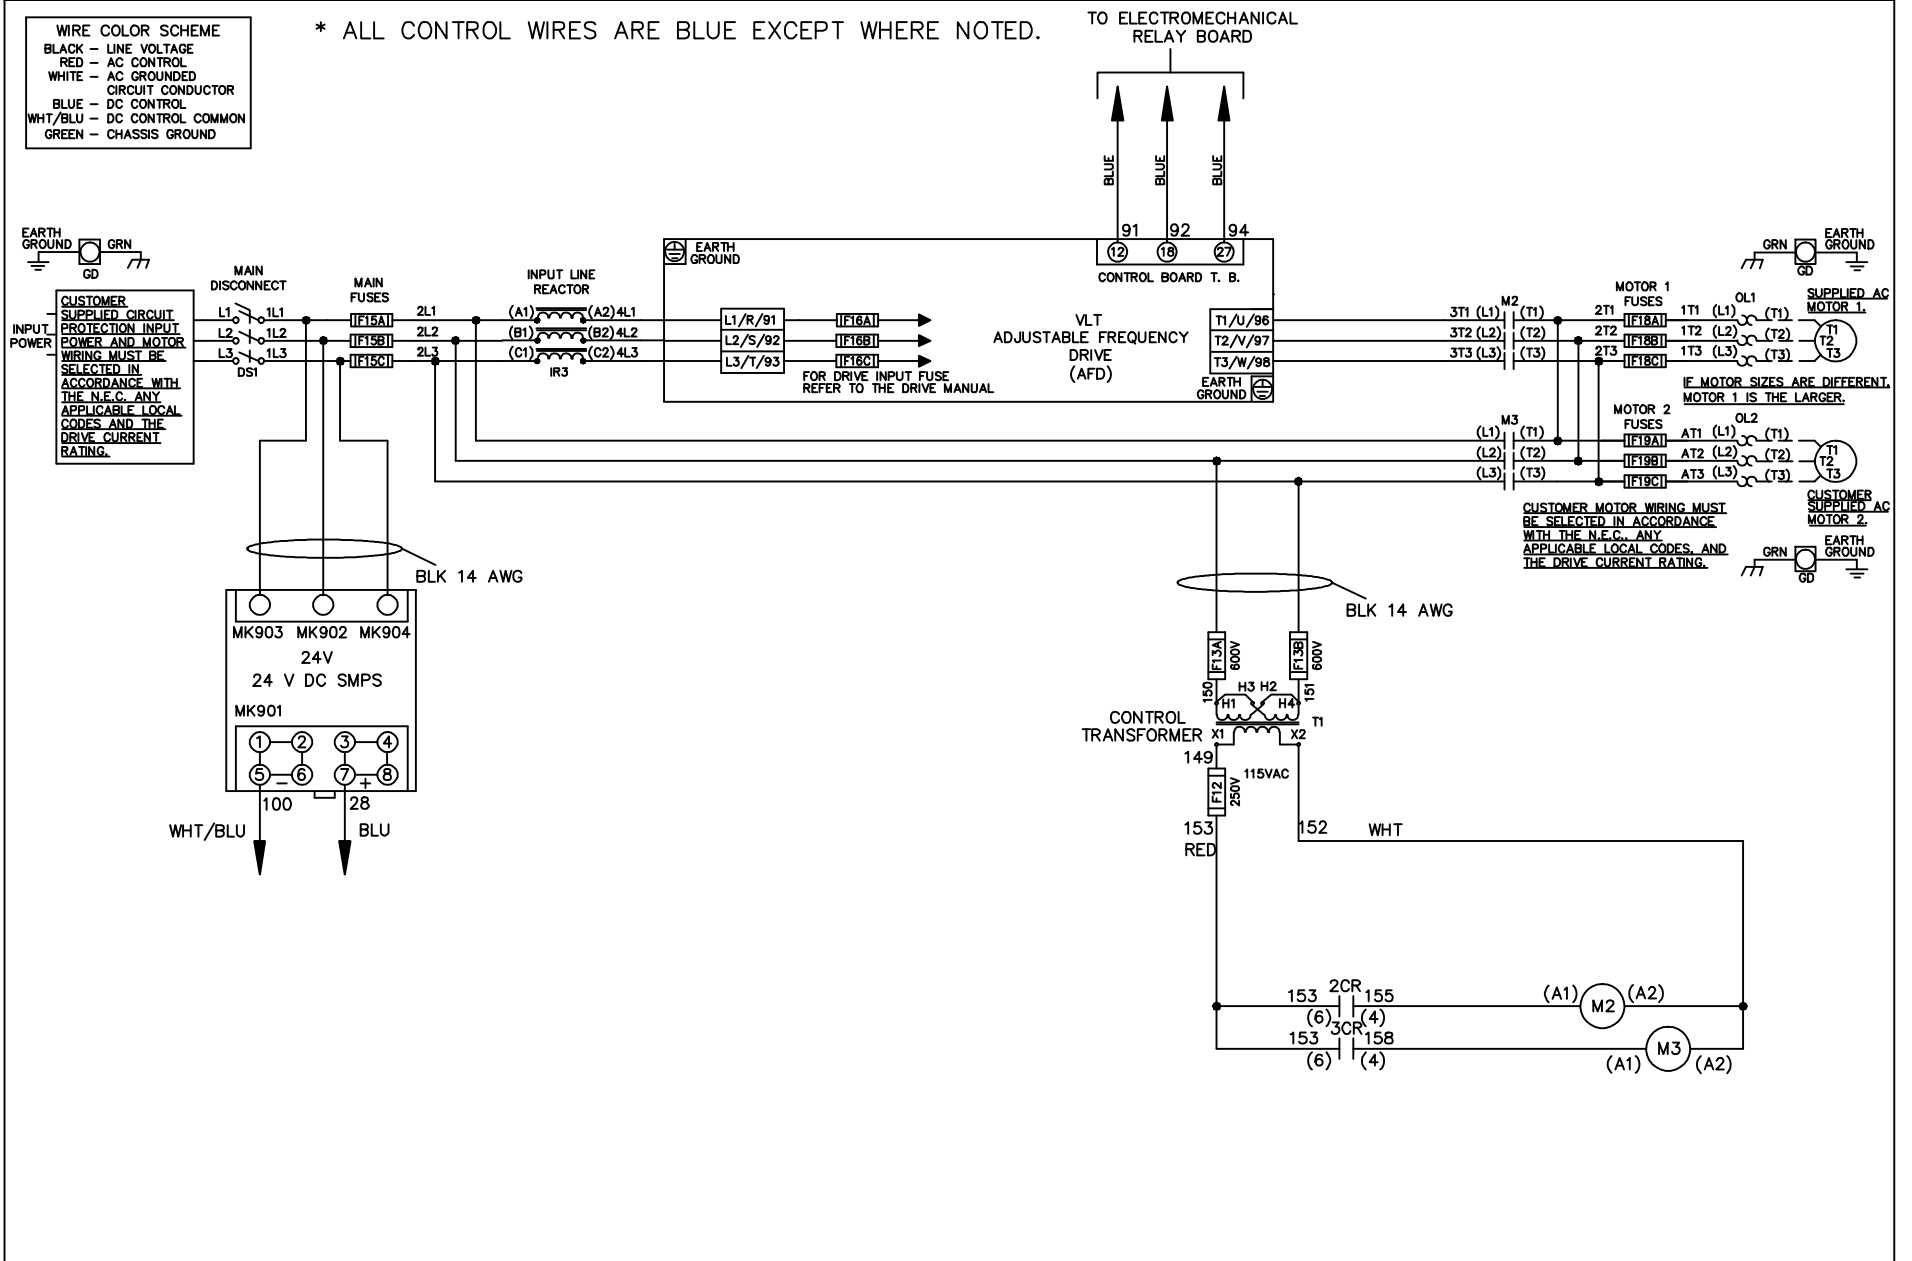 WIRE COLOR SCHEME
BLACK – LINE VOLTAGE
RED – AC CONTROL
WHITE – AC GROUNDED
CIRCUIT CONDUCTOR
BLUE – DC CONTROL
WHT/BLU – DC CONTROL COMMON
GREEN – CHASSIS GROUND
* ALL CONTROL WIRES ARE BLUE EXCEPT WHERE NOTED.
TO ELECTROMECHANICAL
RELAY BOARD
BLUE
BLUE
BLUE
91 92 94
12 18 27
CONTROL BOARD T. B.
EARTH
GROUND
GRN
GD
INPUT
POWER
CUSTOMER
SUPPLIED CIRCUIT
PROTECTION INPUT
POWER AND MOTOR
WIRING MUST BE
SELECTED IN
ACCORDANCE WITH
THE N.E.C. ANY
APPLICABLE LOCAL
CODES AND THE
DRIVE CURRENT
RATING.
MAIN
DISCONNECT
L1 1L1
L2 1L2
L3 1L3
DS1
MAIN
FUSES
F15A 2L1
F15B 2L2
F15C 2L3
INPUT LINE
REACTOR
(A1) (A2) 4L1
(B1) (B2) 4L2
(C1) (C2) 4L3
IR3
EARTH
GROUND
L1/R/91 F16A
L2/S/92 F16B
L3/T/93 F16C
FOR DRIVE INPUT FUSE
REFER TO THE DRIVE MANUAL
VLT
ADJUSTABLE FREQUENCY
DRIVE
(AFD)
T1/U/96
T2/V/97
T3/W/98
EARTH
GROUND
M2
3T1 (L1) (T1)
3T2 (L2) (T2)
3T3 (L3) (T3)
MOTOR 1
FUSES
2T1 F18A 1T1 (L1) (T1)
2T2 F18B 1T2 (L2) (T2)
2T3 F18C 1T3 (L3) (T3)
OL1
GRN
GD
EARTH
GROUND
SUPPLIED AC
MOTOR 1.
T1
T2
T3
IF MOTOR SIZES ARE DIFFERENT,
MOTOR 1 IS THE LARGER.
M3
(L1) (T1)
(L2) (T2)
(L3) (T3)
MOTOR 2
FUSES
F19A AT1 (L1) (T1)
F19B AT2 (L2) (T2)
F19C AT3 (L3) (T3)
OL2
T1
T2
T3
CUSTOMER
SUPPLIED AC
MOTOR 2.
CUSTOMER MOTOR WIRING MUST
BE SELECTED IN ACCORDANCE
WITH THE N.E.C., ANY
APPLICABLE LOCAL CODES, AND
THE DRIVE CURRENT RATING.
GRN
GD
EARTH
GROUND
BLK 14 AWG
MK903 MK902 MK904
24V
24 V DC SMPS
MK901
1 2 3 4
5 6 7 8
– +
100 28
WHT/BLU BLU
BLK 14 AWG
F13A 600V F13B 600V
150 151
H3 H2
H1 H4
CONTROL
TRANSFORMER
X1 X2 T1
149
115VAC
F12 250V
153
RED
152 WHT
2CR
153 155 (A1) M2 (A2)
(6) (4)
3CR
153 158 M3
(6) (4) (A1) (A2)